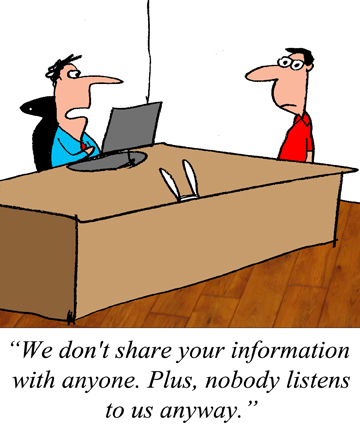 “We don't share your information
with anyone. Plus, nobody listens
to us anyway.”